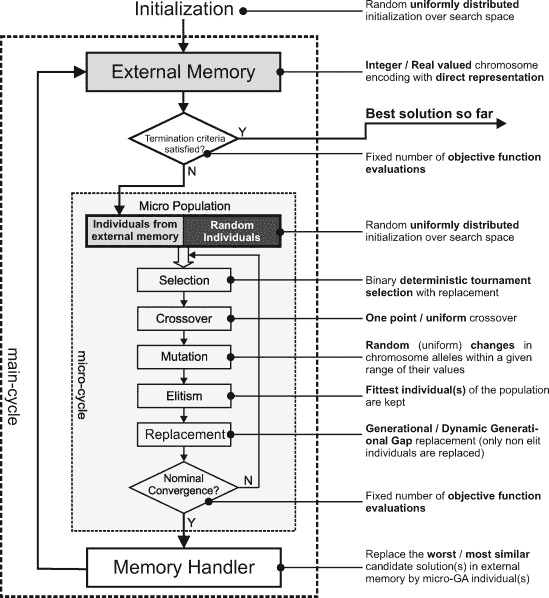 Initialization
Random uniformly distributed
initialization over search space
External Memory
Integer / Real valued chromosome
encoding with direct representation
Best solution so far
Termination criteria
satisfied?
Y
N
Fixed number of objective function
evaluations
Micro Population
Individuals from
external memory
Random
Individuals
Random uniformly distributed
initialization over search space
Selection
Binary deterministic tournament
selection with replacement
Crossover
One point / uniform crossover
Mutation
Random (uniform) changes in
chromosome alleles within a given
range of their values
Elitism
Fittest individual(s) of the population
are kept
Replacement
Generational / Dynamic Generati-
onal Gap replacement (only non elit
individuals are replaced)
Nominal
Convergence?
N
Y
Fixed number of objective function
evaluations
main-cycle
micro-cycle
Memory Handler
Replace the worst / most similar
candidate solution(s) in external
memory by micro-GA individual(s)